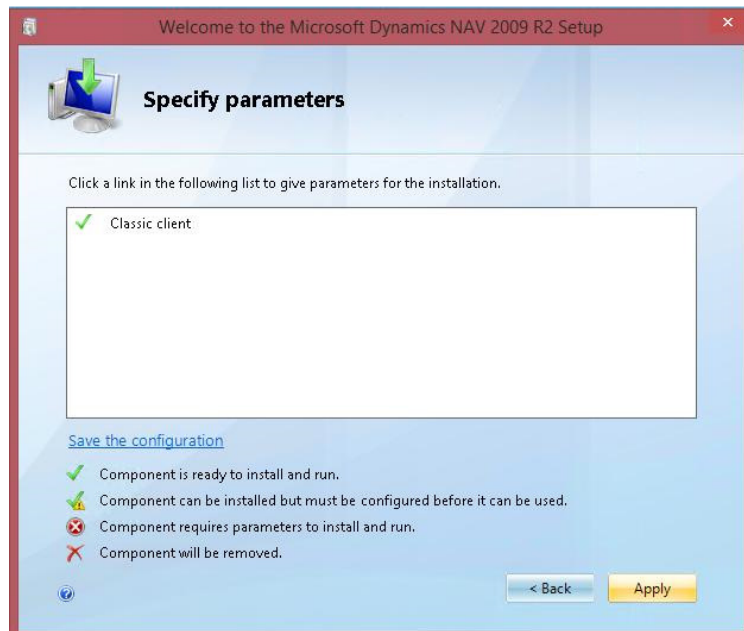 Welcome to the Microsoft Dynamics NAV 2009 R2 Setup
Specify parameters
Click a link in the following list to give parameters for the installation.
Classic client
Save the configuration
Component is ready to install and run.
Component can be installed but must be configured before it can be used.
Component requires parameters to install and run.
Component will be removed.
< Back Apply